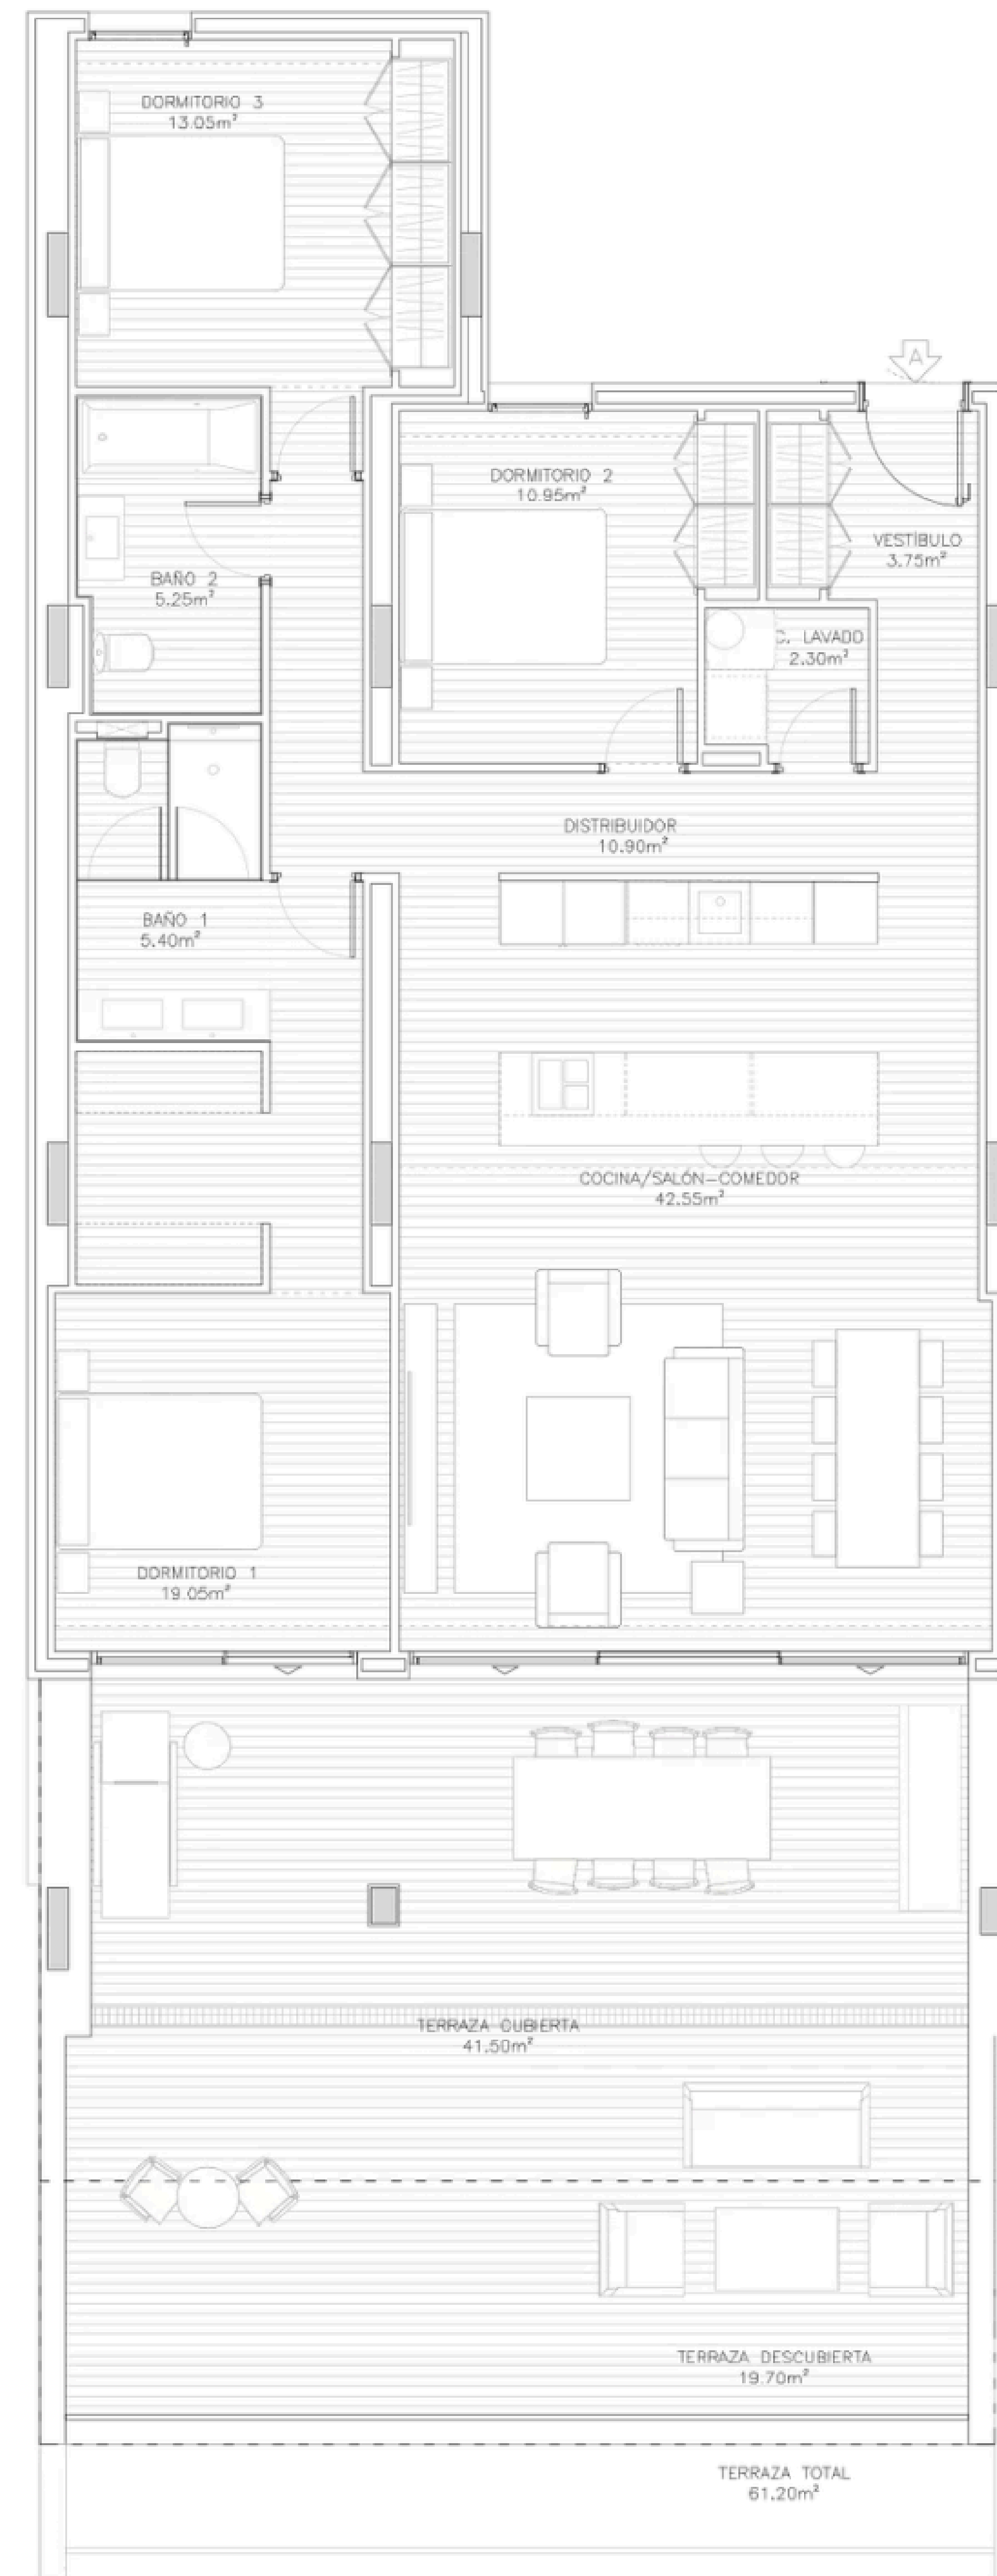 DORMITORIO 3
13.05m²
A
DORMITORIO 2
10.95m²
VESTÍBULO
3.75m²
BAÑO 2
5.25m²
C. LAVADO
2.30m²
DISTRIBUIDOR
10.90m²
BAÑO 1
5.40m²
COCINA/SALÓN-COMEDOR
42.55m²
DORMITORIO 1
19.05m²
TERRAZA CUBIERTA
41.50m²
TERRAZA DESCUBIERTA
19.70m²
TERRAZA TOTAL
61.20m²